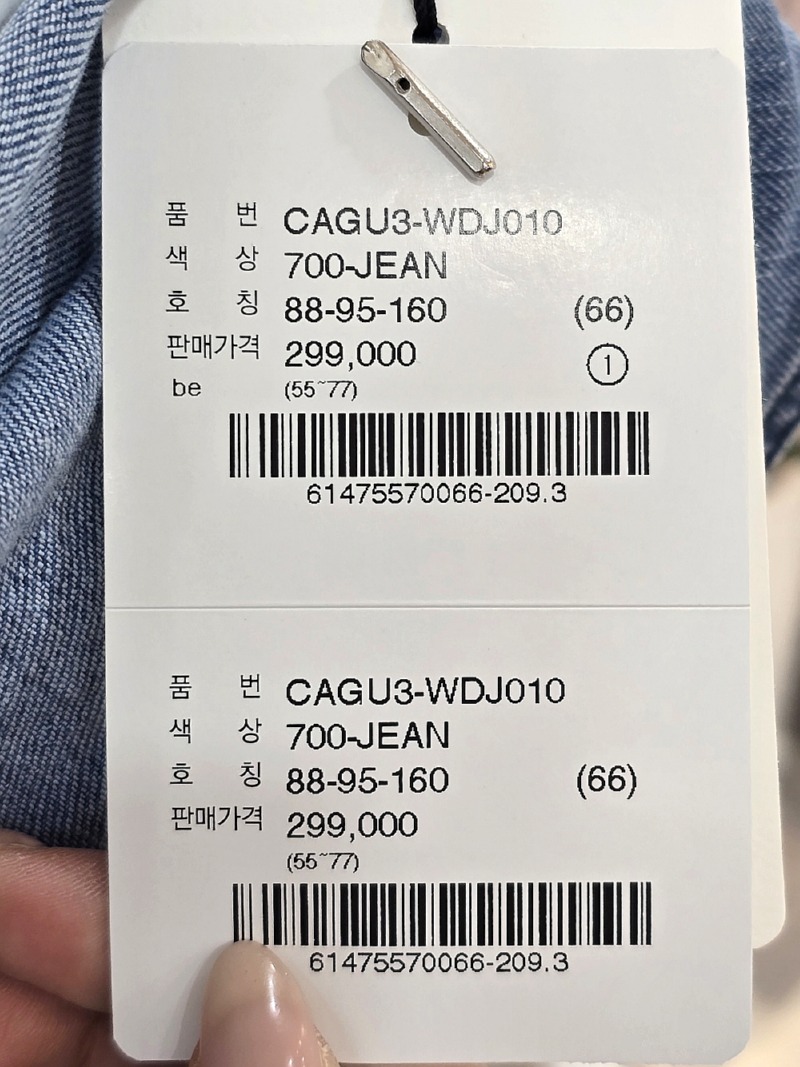 품 번 CAGU3-WDJ010
색 상 700-JEAN
호 칭 88-95-160 (66)
판매가격 299,000 ①
be (55~77)
61475570066-209.3
품 번 CAGU3-WDJ010
색 상 700-JEAN
호 칭 88-95-160 (66)
판매가격 299,000
(55~77)
61475570066-209.3